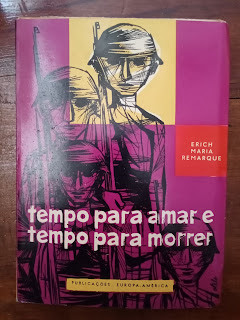 ERICH
MARIA
REMARQUE
tempo para amar e
tempo para morrer
PUBLICAÇÕES EUROPA-AMÉRICA